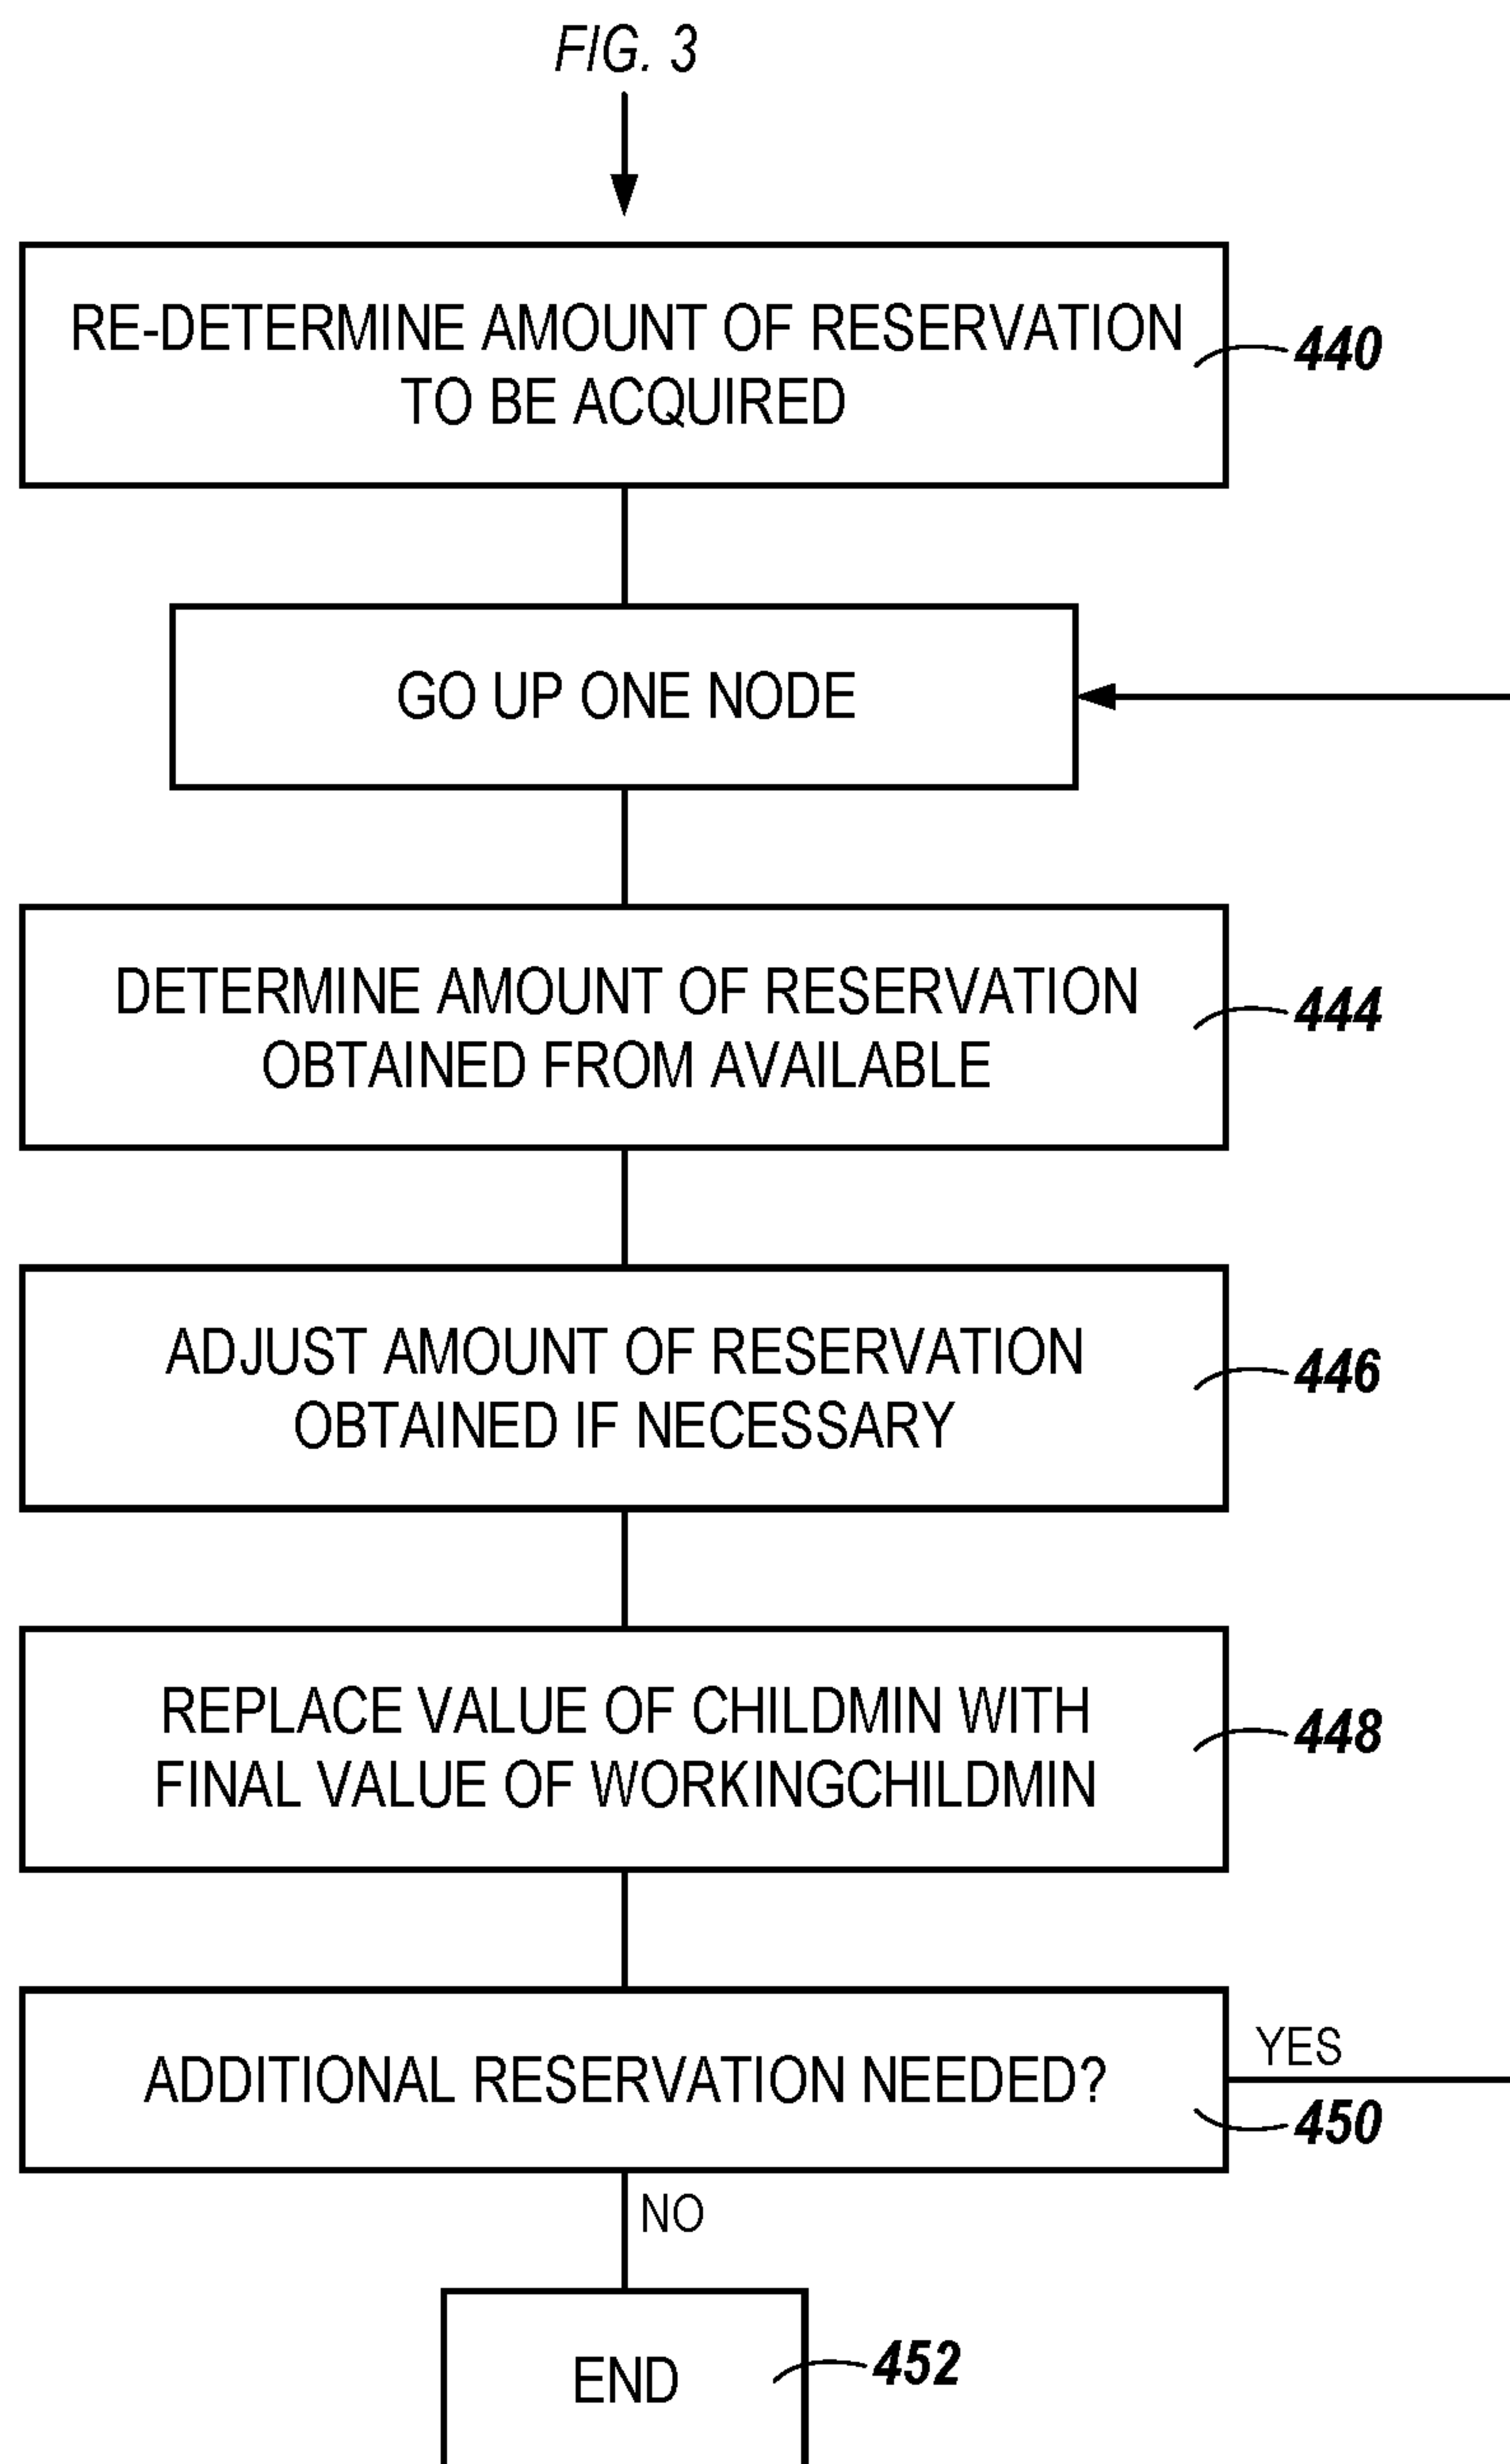 FIG. 3
RE-DETERMINE AMOUNT OF RESERVATION
TO BE ACQUIRED
440
GO UP ONE NODE
DETERMINE AMOUNT OF RESERVATION
OBTAINED FROM AVAILABLE
444
ADJUST AMOUNT OF RESERVATION
OBTAINED IF NECESSARY
446
REPLACE VALUE OF CHILDMIN WITH
FINAL VALUE OF WORKINGCHILDMIN
448
ADDITIONAL RESERVATION NEEDED?
YES
450
NO
END
452